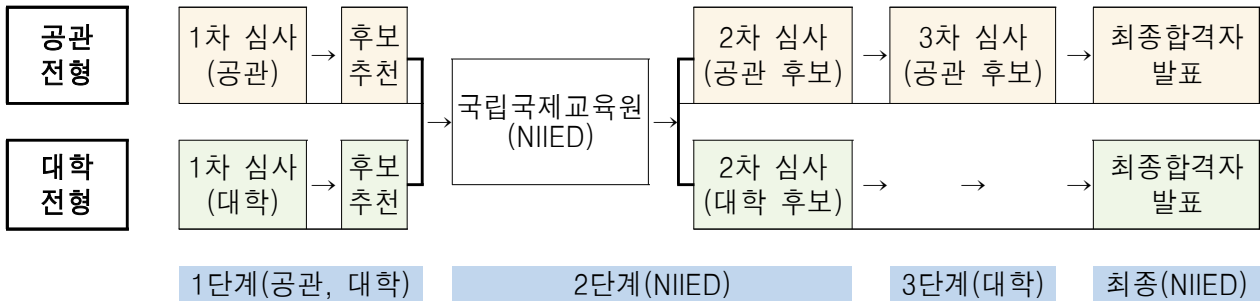 공관
전형
1차 심사
(공관)
→
후보
추천
→
국립국제교육원
(NIIED)
→
2차 심사
(공관 후보)
→
3차 심사
(공관 후보)
→
최종합격자
발표
대학
전형
1차 심사
(대학)
→
후보
추천
2차 심사
(대학 후보)
→
→
→
최종합격자
발표
1단계(공관, 대학)
2단계(NIIED)
3단계(대학)
최종(NIIED)